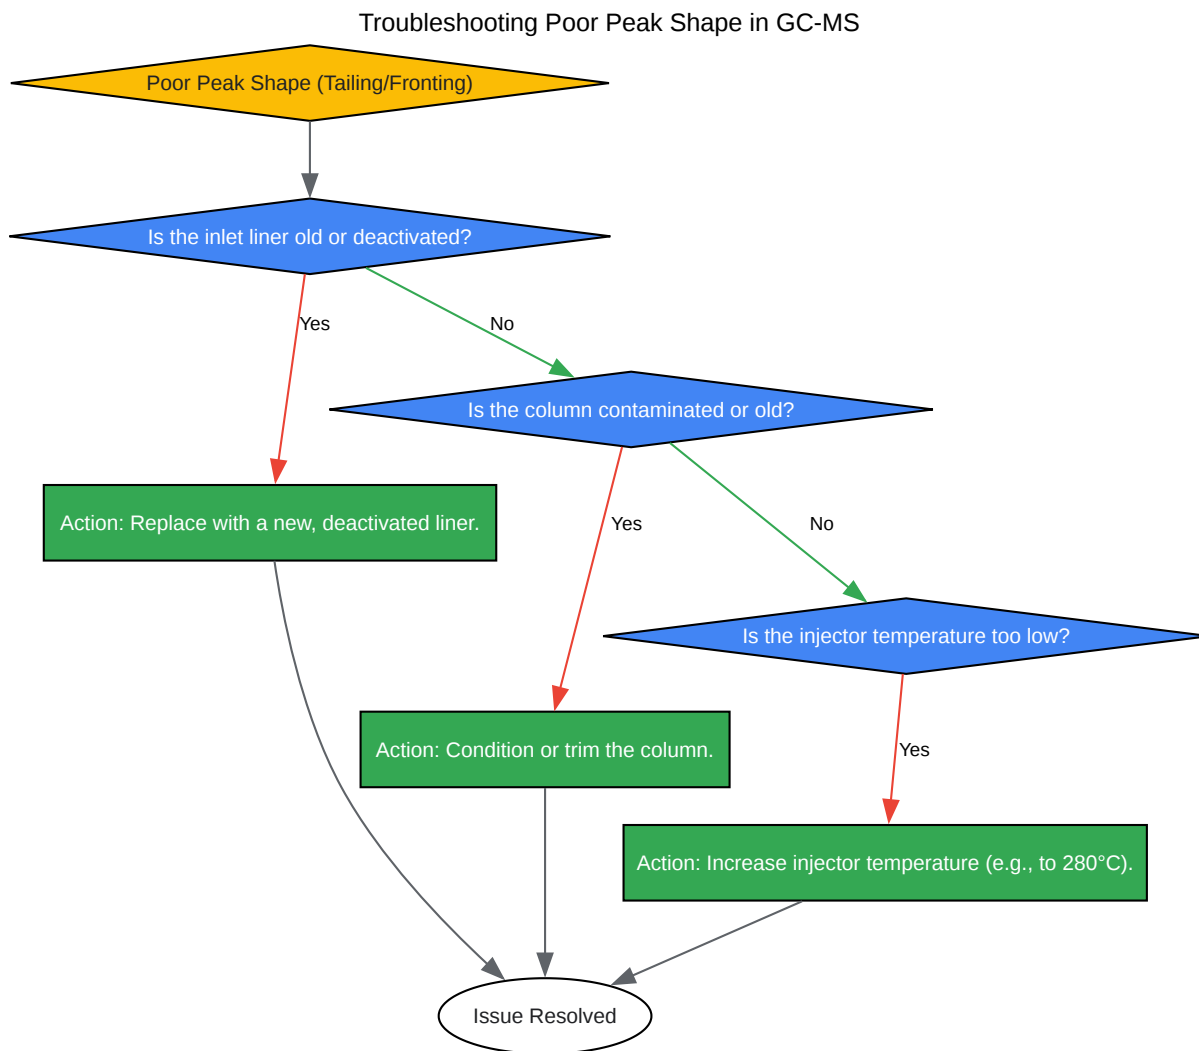 Troubleshooting Poor Peak Shape in GC-MS
Poor Peak Shape (Tailing/Fronting)
Is the inlet liner old or deactivated?
Yes
No
Is the column contaminated or old?
Action: Replace with a new, deactivated liner.
Yes
No
Is the injector temperature too low?
Action: Condition or trim the column.
Yes
Action: Increase injector temperature (e.g., to 280°C).
Issue Resolved